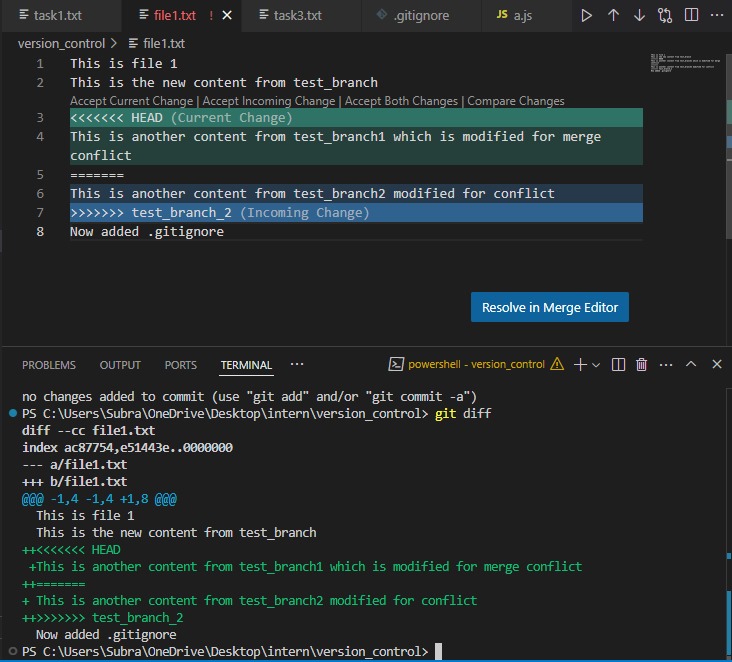 task1.txt file1.txt ! task3.txt .gitignore JS a.js
version_control > file1.txt
1 This is file 1
2 This is the new content from test_branch
Accept Current Change | Accept Incoming Change | Accept Both Changes | Compare Changes
3 <<<<<<< HEAD (Current Change)
4 This is another content from test_branch1 which is modified for merge
conflict
5 =======
6 This is another content from test_branch2 modified for conflict
7 >>>>>>> test_branch_2 (Incoming Change)
8 Now added .gitignore
Resolve in Merge Editor
PROBLEMS OUTPUT PORTS TERMINAL ... powershell - version_control
no changes added to commit (use "git add" and/or "git commit -a")
PS C:\Users\Subra\OneDrive\Desktop\intern\version_control> git diff
diff --cc file1.txt
index ac87754,e51443e..0000000
--- a/file1.txt
+++ b/file1.txt
@@@ -1,4 -1,4 +1,8 @@@
This is file 1
This is the new content from test_branch
++<<<<<<< HEAD
+This is another content from test_branch1 which is modified for merge conflict
++=======
+ This is another content from test_branch2 modified for conflict
++>>>>>>> test_branch_2
Now added .gitignore
PS C:\Users\Subra\OneDrive\Desktop\intern\version_control>